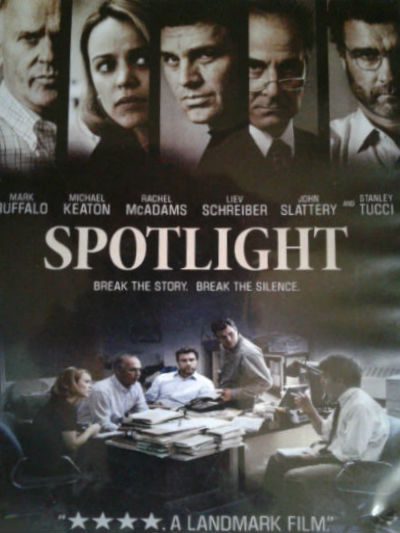 MARK MICHAEL RACHEL LIEV JOHN STANLEY
RUFFALO KEATON McADAMS SCHREIBER SLATTERY AND TUCCI
SPOTLIGHT
BREAK THE STORY. BREAK THE SILENCE.
"★★★★. A LANDMARK FILM."